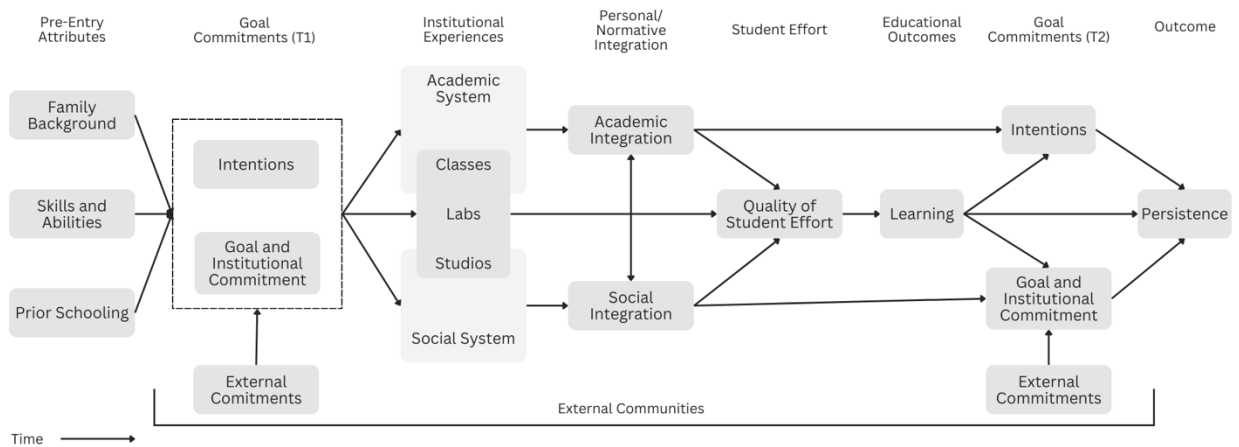 Pre-Entry
Attributes
Goal
Commitments (T1)
Institutional
Experiences
Personal/
Normative
Integration
Student Effort
Educational
Outcomes
Goal
Commitments (T2)
Outcome
Family
Background
Skills and
Abilities
Prior Schooling
Intentions
Goal and
Institutional
Commitment
External
Comitments
Academic
System
Classes
Labs
Studios
Social System
Academic
Integration
Social
Integration
Quality of
Student Effort
Learning
Intentions
Goal and
Institutional
Commitment
External
Commitments
Persistence
External Communities
Time